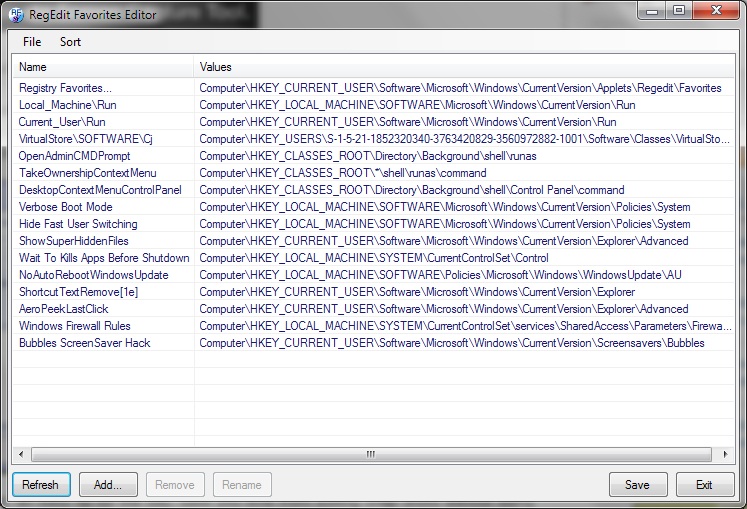 RegEdit Favorites Editor
File Sort
Name Values
Registry Favorites... Computer\HKEY_CURRENT_USER\Software\Microsoft\Windows\CurrentVersion\Applets\Regedit\Favorites
Local_Machine\Run Computer\HKEY_LOCAL_MACHINE\SOFTWARE\Microsoft\Windows\CurrentVersion\Run
Current_User\Run Computer\HKEY_CURRENT_USER\Software\Microsoft\Windows\CurrentVersion\Run
VirtualStore\SOFTWARE\Cj Computer\HKEY_USERS\S-1-5-21-1852320340-3763420829-3560972882-1001\Software\Classes\VirtualSto...
OpenAdminCMDPrompt Computer\HKEY_CLASSES_ROOT\Directory\Background\shell\runas
TakeOwnershipContextMenu Computer\HKEY_CLASSES_ROOT\*\shell\runas\command
DesktopContextMenuControlPanel Computer\HKEY_CLASSES_ROOT\Directory\Background\shell\Control Panel\command
Verbose Boot Mode Computer\HKEY_LOCAL_MACHINE\SOFTWARE\Microsoft\Windows\CurrentVersion\Policies\System
Hide Fast User Switching Computer\HKEY_LOCAL_MACHINE\SOFTWARE\Microsoft\Windows\CurrentVersion\Policies\System
ShowSuperHiddenFiles Computer\HKEY_CURRENT_USER\Software\Microsoft\Windows\CurrentVersion\Explorer\Advanced
Wait To Kills Apps Before Shutdown Computer\HKEY_LOCAL_MACHINE\SYSTEM\CurrentControlSet\Control
NoAutoRebootWindowsUpdate Computer\HKEY_LOCAL_MACHINE\SOFTWARE\Policies\Microsoft\Windows\WindowsUpdate\AU
ShortcutTextRemove[1e] Computer\HKEY_CURRENT_USER\Software\Microsoft\Windows\CurrentVersion\Explorer
AeroPeekLastClick Computer\HKEY_CURRENT_USER\Software\Microsoft\Windows\CurrentVersion\Explorer\Advanced
Windows Firewall Rules Computer\HKEY_LOCAL_MACHINE\SYSTEM\CurrentControlSet\services\SharedAccess\Parameters\Firewa...
Bubbles ScreenSaver Hack Computer\HKEY_CURRENT_USER\Software\Microsoft\Windows\CurrentVersion\Screensavers\Bubbles
Refresh Add... Remove Rename Save Exit